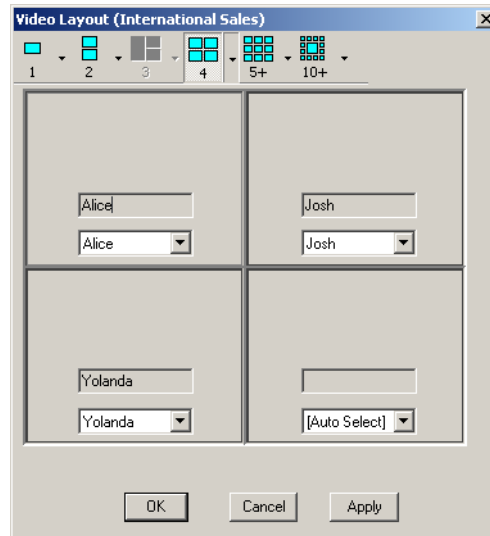 Video Layout (International Sales)
1 2 3 4 5+ 10+
Alice Josh
Alice Josh
Yolanda
Yolanda [Auto Select]
OK Cancel Apply